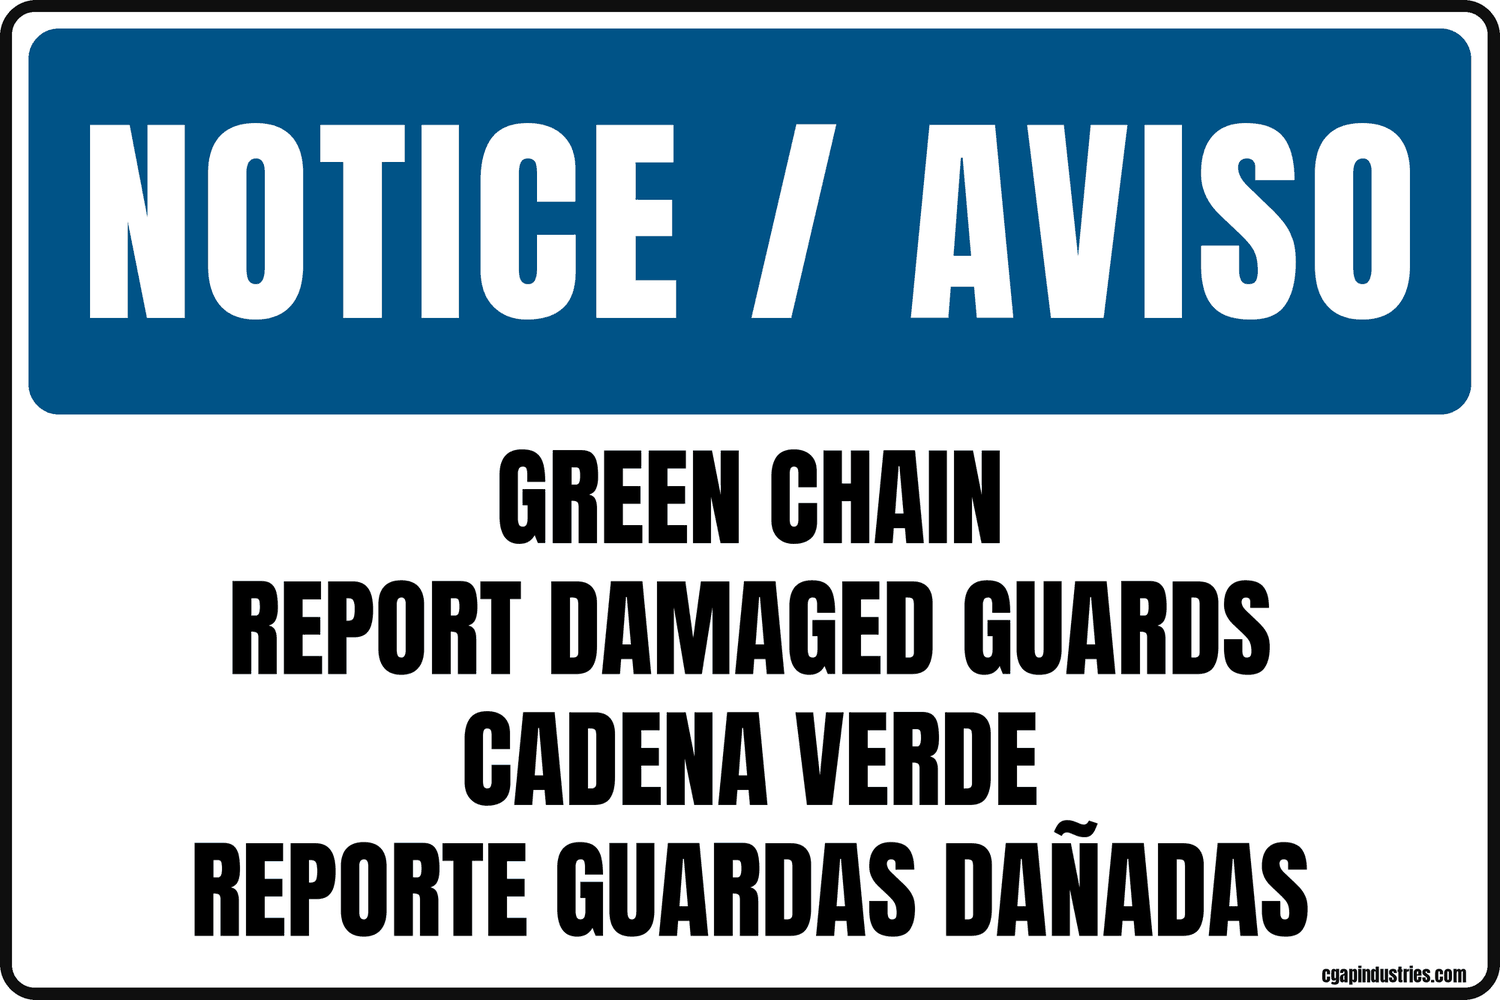 NOTICE / AVISO
GREEN CHAIN
REPORT DAMAGED GUARDS
CADENA VERDE
REPORTE GUARDAS DAÑADAS
cgapindustries.com